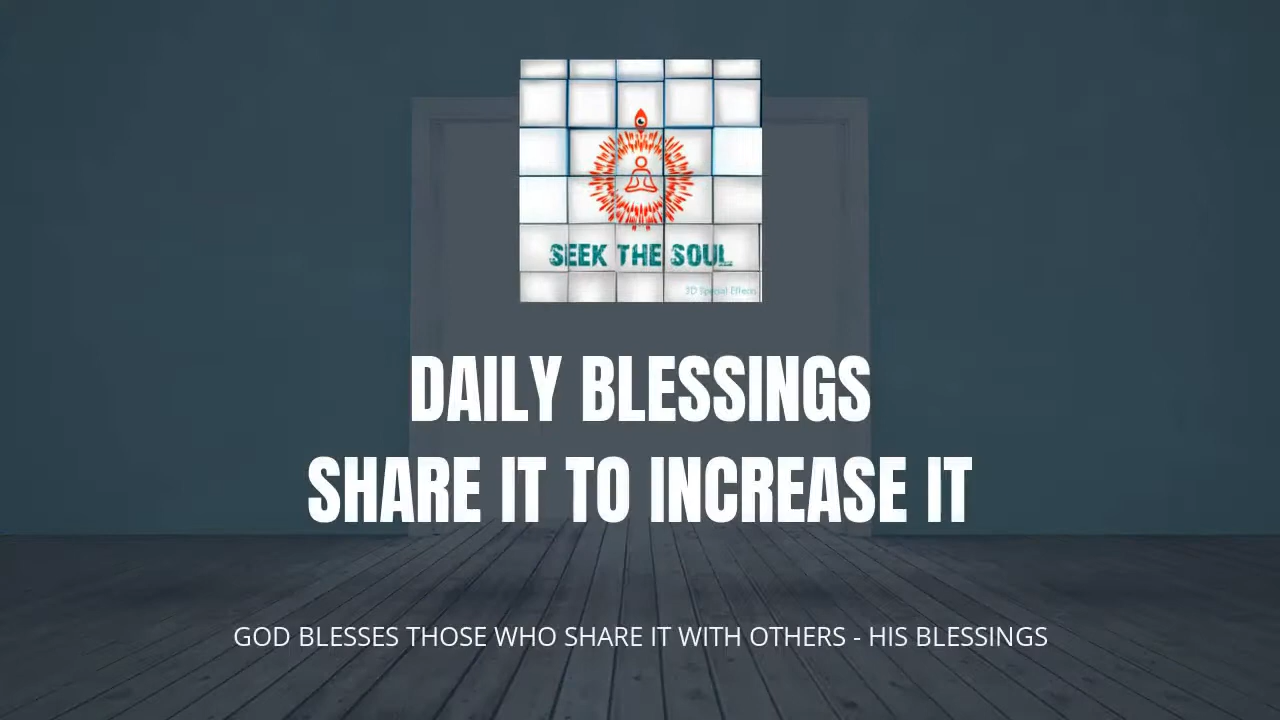 SEEK THE SOUL
3D Special Effects
DAILY BLESSINGS
SHARE IT TO INCREASE IT
GOD BLESSES THOSE WHO SHARE IT WITH OTHERS - HIS BLESSINGS